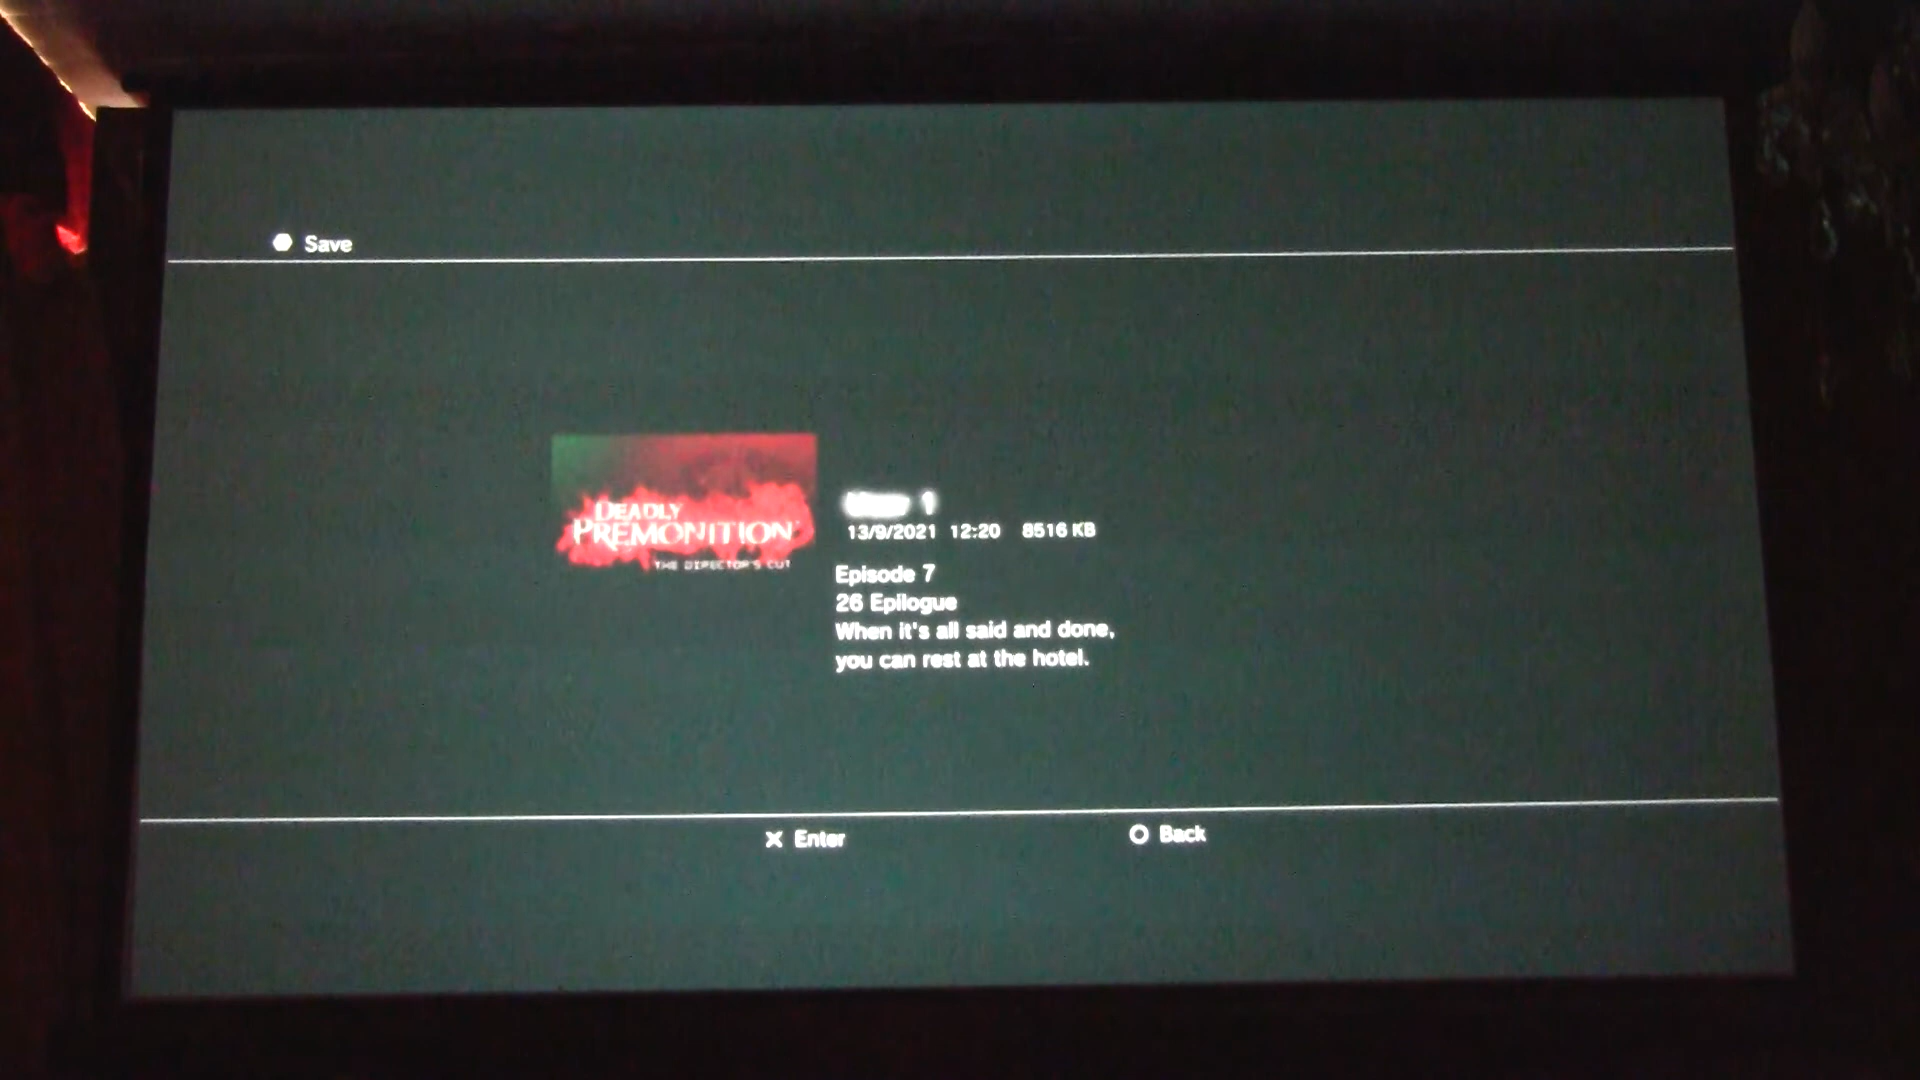 Save
DEADLY
PREMONITION
THE DIRECTOR'S CUT
1
13/9/2021 12:20 8516 KB
Episode 7
26 Epilogue
When it's all said and done,
you can rest at the hotel.
X Enter
O Back